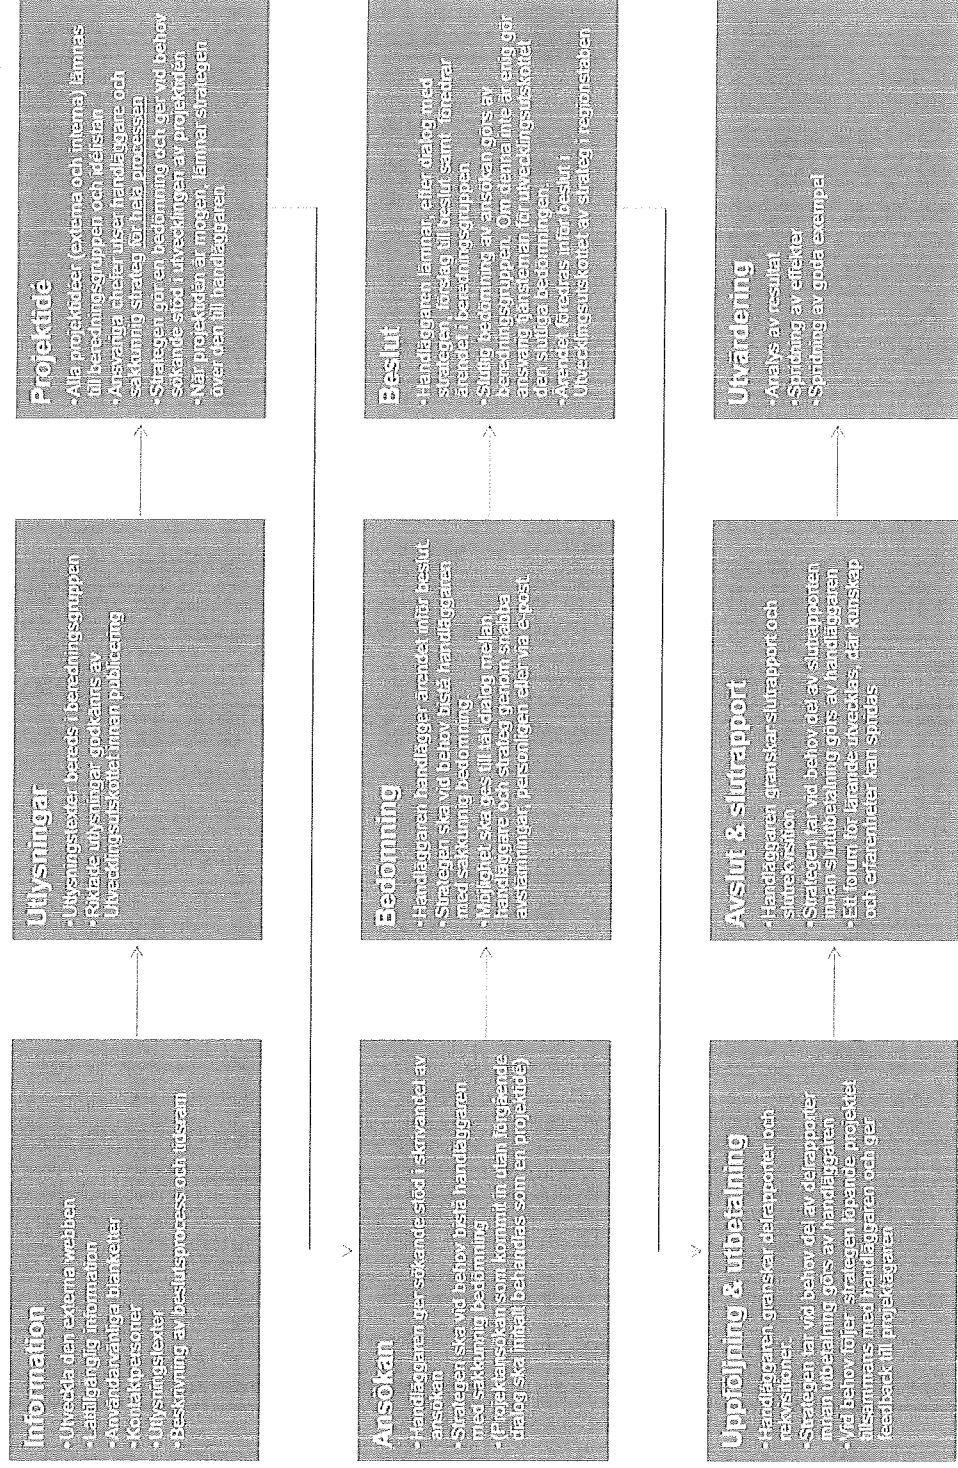 Information
• Utveckla den externa webben
• Lättillgänglig information
• Användarvänliga blanketter
• Kontaktpersoner
• Utlysningstexter
• Beskrivning av beslutsprocess och tidsram
Utlysningar
• Utlysningstexter bereds i beredningsgruppen
• Riktade utlysningar godkänns av
Utvecklingsutskottet innan publicering
Projektidé
• Alla projektidéer (externa och interna) lämnas
till beredningsgruppen och idélistan
• Ansvariga chefer utser handläggare och
sakkunnig strateg för hela processen
• Strategen gör en bedömning och ger vid behov
sökande stöd i utvecklingen av projektidén
• När projektidén är mogen, lämnar strategen
över den till handläggaren
Ansökan
• Handläggaren ger sökande stöd i skrivandet av
ansökan
• Strategen ska vid behov bistå handläggaren
med sakkunnig bedömning
• (Projektansökan som kommit in utan förgående
dialog ska initialt behandlas som en projektidé)
Bedömning
• Handläggaren handlägger ärendet inför beslut.
• Strategen ska vid behov bistå handläggaren
med sakkunnig bedömning.
• Möjlighet ska ges till tät dialog mellan
handläggare och strateg genom snabba
avstämningar, personligen eller via e-post.
Beslut
• Handläggaren lämnar, efter dialog med
strategen, förslag till beslut samt föredrar
ärendet i beredningsgruppen
• Slutlig bedömning av ansökan görs av
beredningsgruppen. Om denna inte är enig gör
ansvarig tjänsteman för utvecklingsutskottet
den slutliga bedömningen.
• Ärendet föredras inför beslut i
Utvecklingsutskottet av strateg i regionstaben
Uppföljning & utbetalning
• Handläggaren granskar delrapporter och
rekvisitioner.
• Strategen tar vid behov del av delrapporter
innan utbetalning görs av handläggaren
• Vid behov följer strategen löpande projektet
tillsammans med handläggaren och ger
feedback till projektägaren
Avslut & slutrapport
• Handläggaren granskar slutrapport och
slutrekvisition
• Strategen tar vid behov del av slutrapporten
innan slututbetalning görs av handläggaren
• Ett forum för lärande utvecklas, där kunskap
och erfarenheter kan spridas
Utvärdering
• Analys av resultat
• Spridning av effekter
• Spridning av goda exempel